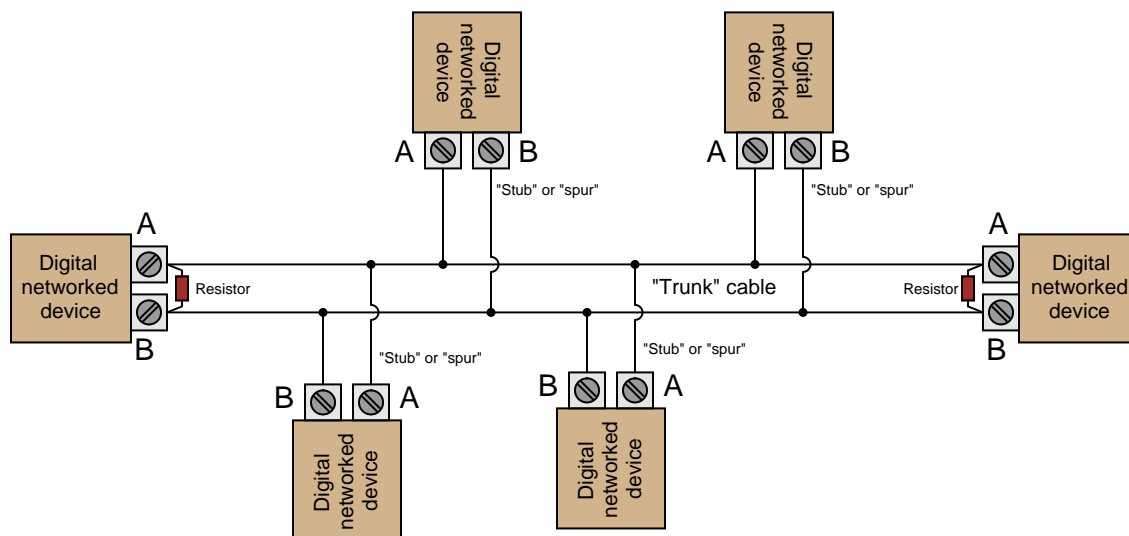 Digital
networked
device
A
B
"Stub" or "spur"
Digital
networked
device
A
B
"Stub" or "spur"
A
Digital
networked
device
B
Resistor
"Trunk" cable
Resistor
A
Digital
networked
device
B
"Stub" or "spur"
B
A
Digital
networked
device
"Stub" or "spur"
B
A
Digital
networked
device